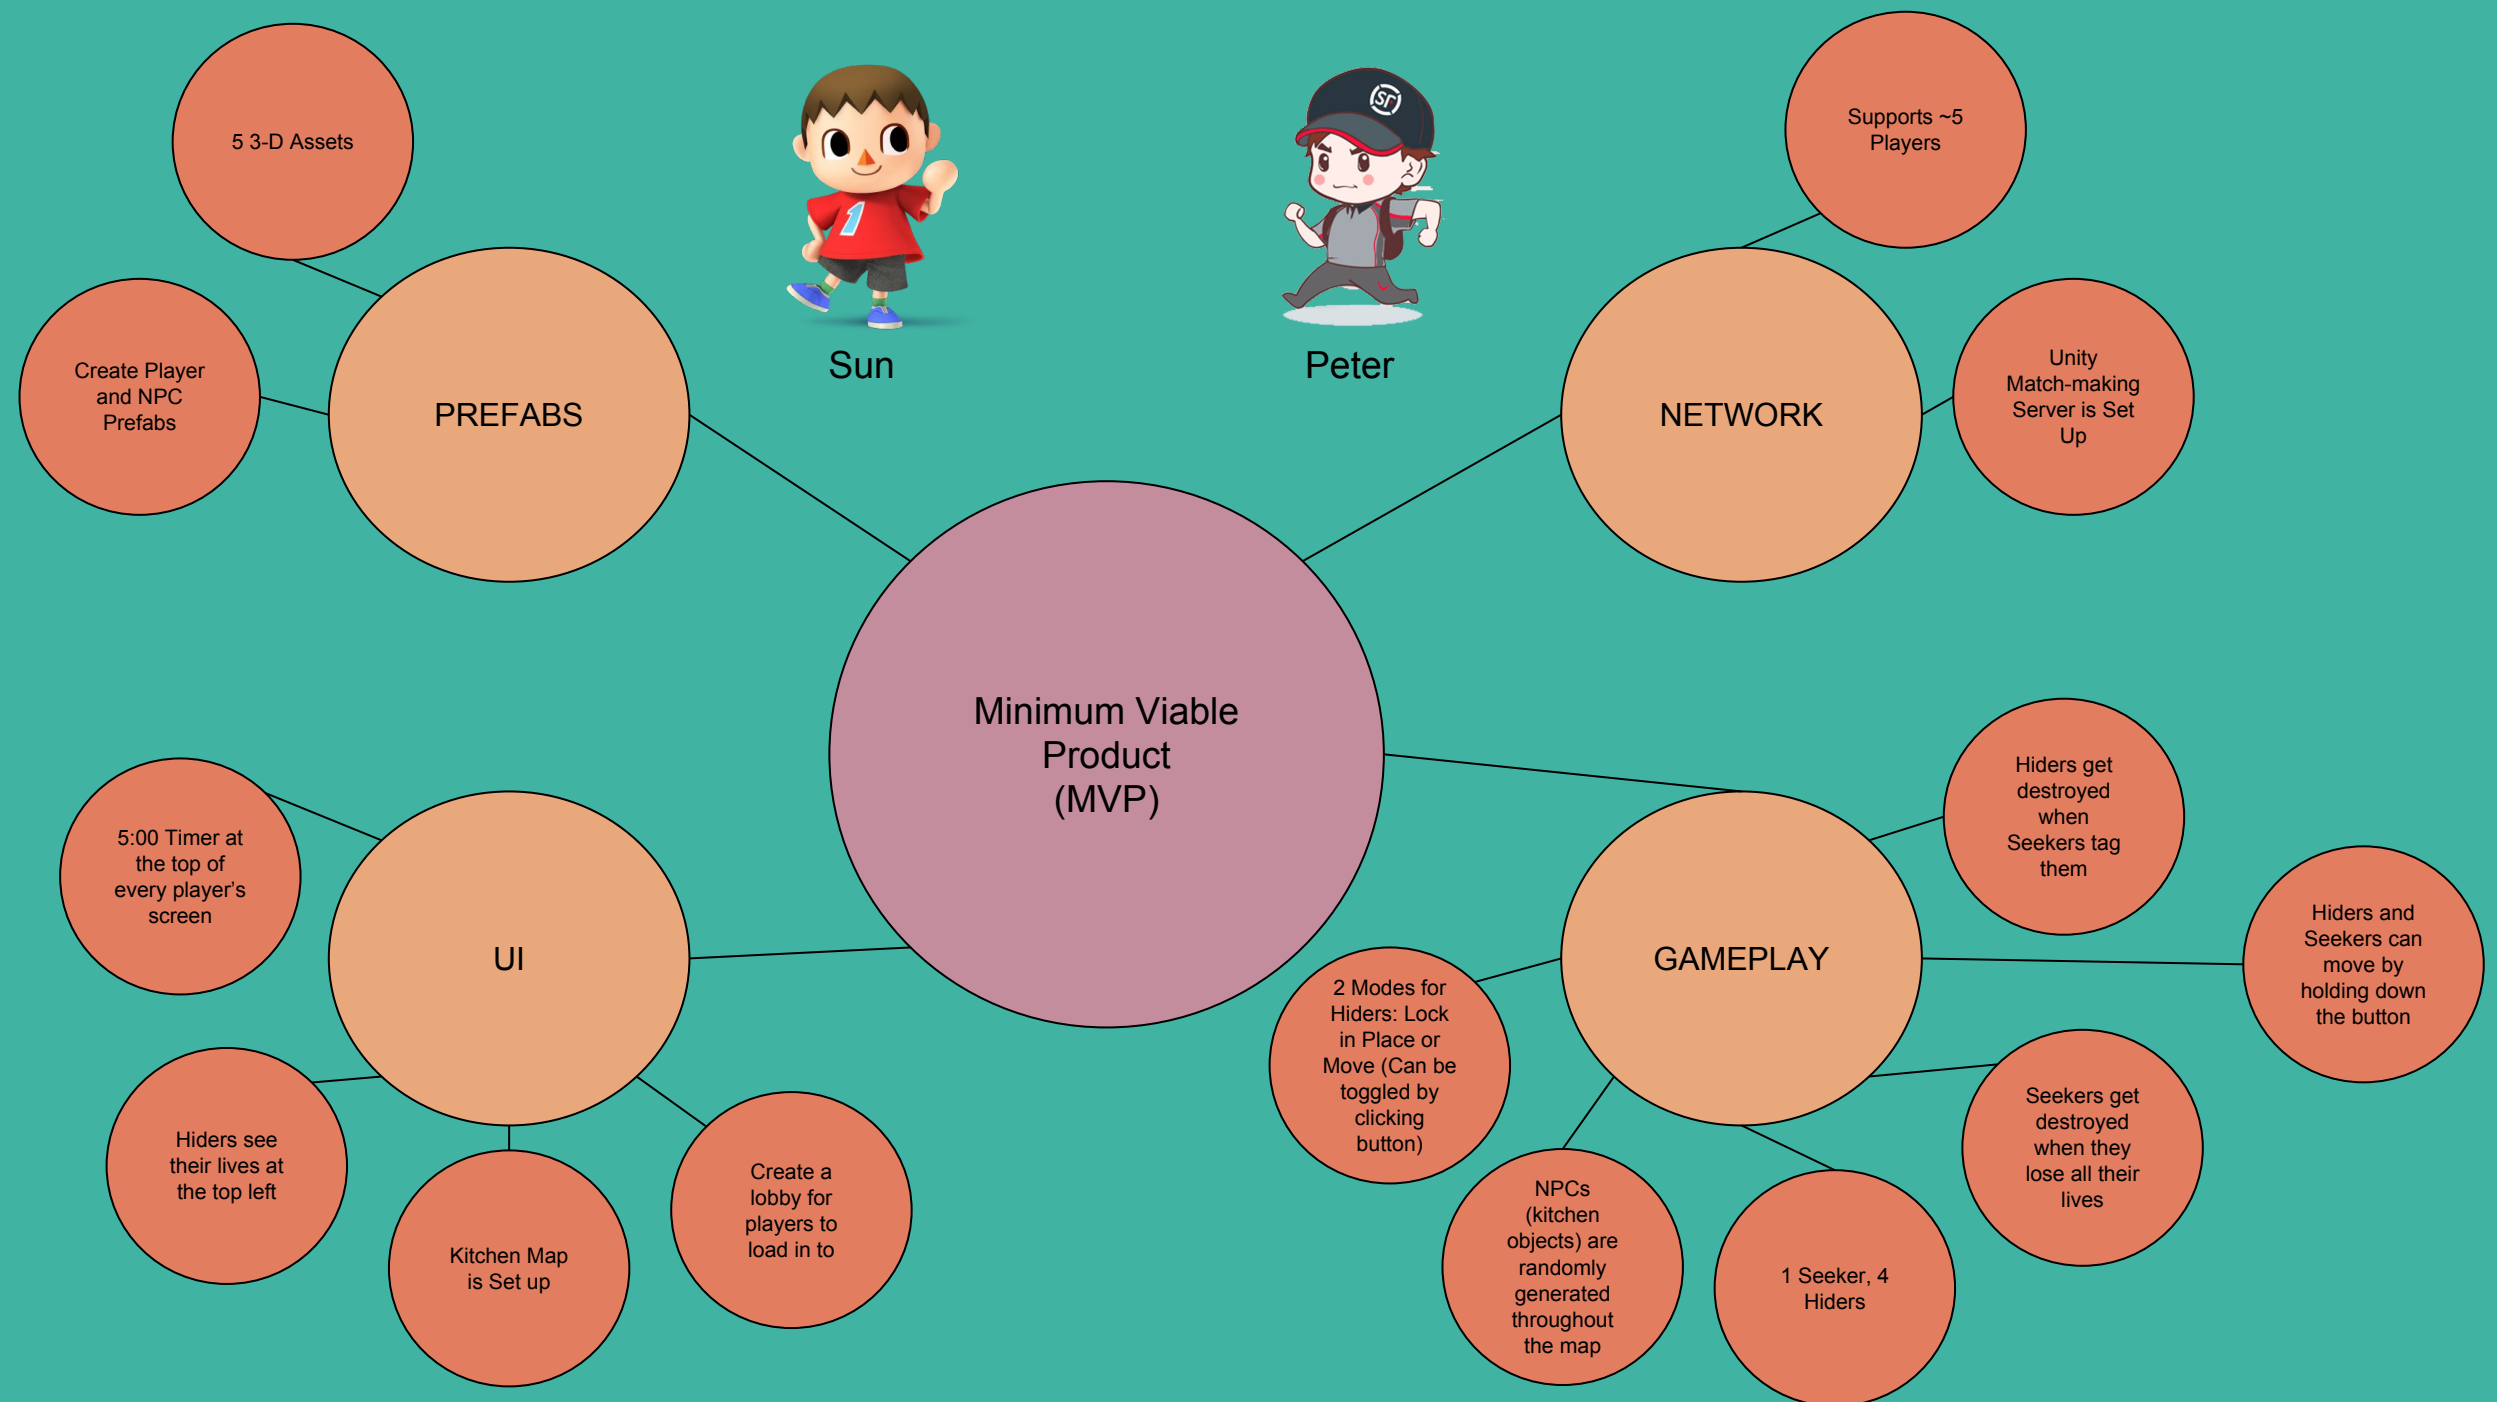 5 3-D Assets
Create Player
and NPC
Prefabs
PREFABS
Sun
Peter
1
SF
Supports ~5
Players
Unity
Match-making
Server is Set
Up
NETWORK
Minimum Viable
Product
(MVP)
5:00 Timer at
the top of
every player's
screen
UI
Hiders see
their lives at
the top left
Kitchen Map
is Set up
Create a
lobby for
players to
load in to
GAMEPLAY
Hiders get
destroyed
when
Seekers tag
them
Hiders and
Seekers can
move by
holding down
the button
2 Modes for
Hiders: Lock
in Place or
Move (Can be
toggled by
clicking
button)
NPCs
(kitchen
objects) are
randomly
generated
throughout
the map
1 Seeker, 4
Hiders
Seekers get
destroyed
when they
lose all their
lives